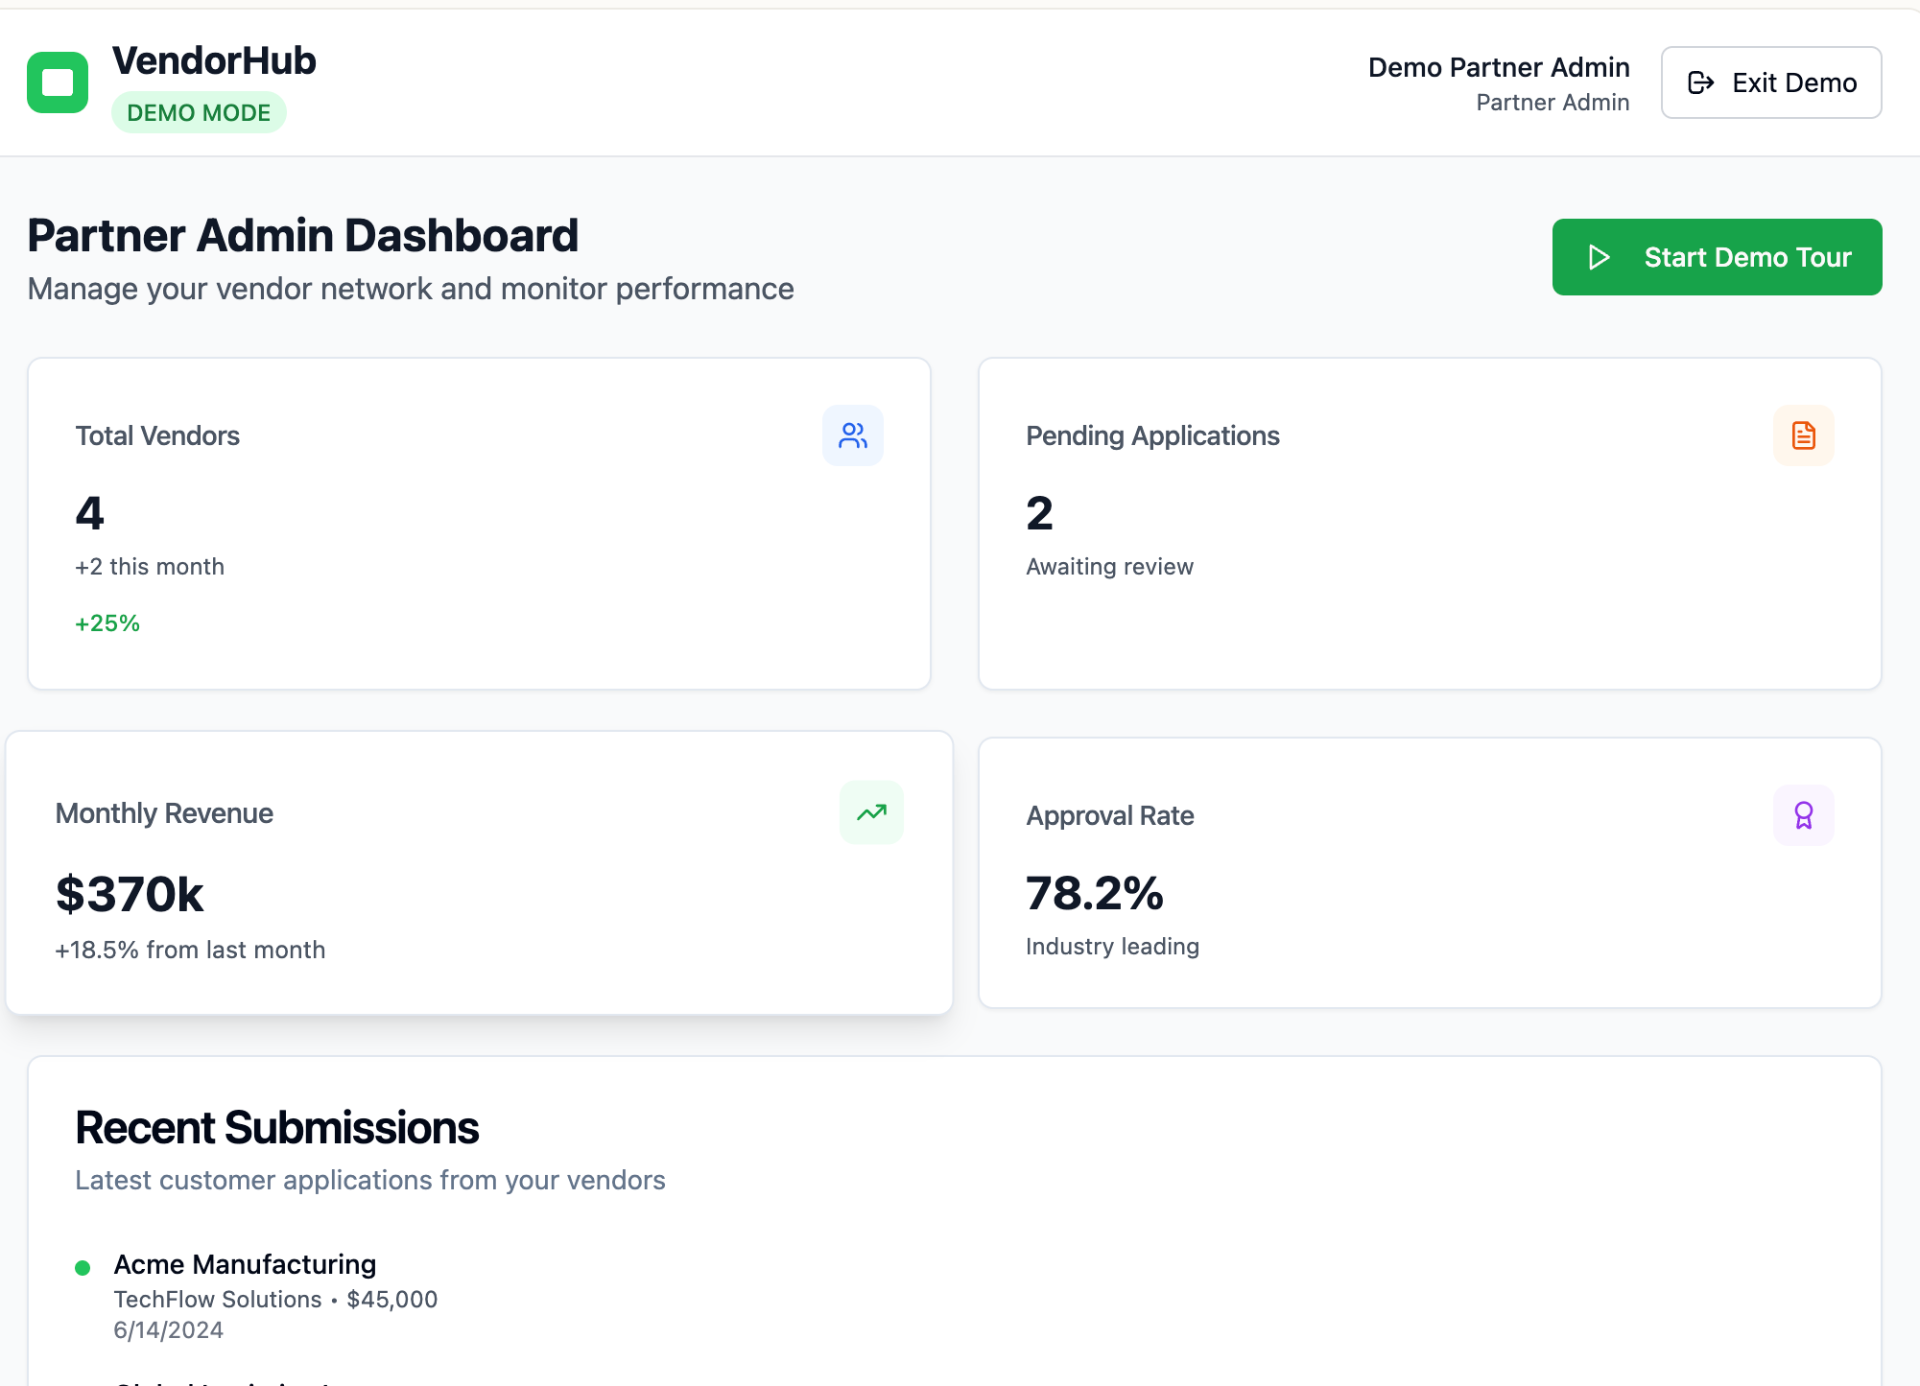 VendorHub
DEMO MODE
Demo Partner Admin
Partner Admin
Exit Demo
Partner Admin Dashboard
Manage your vendor network and monitor performance
Start Demo Tour
Total Vendors
4
+2 this month
+25%
Pending Applications
2
Awaiting review
Monthly Revenue
$370k
+18.5% from last month
Approval Rate
78.2%
Industry leading
Recent Submissions
Latest customer applications from your vendors
Acme Manufacturing
TechFlow Solutions • $45,000
6/14/2024